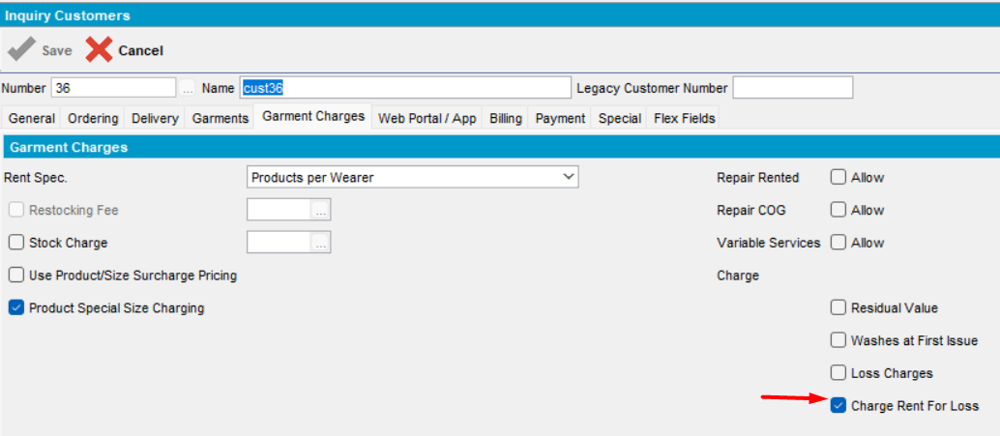 Inquiry Customers
Save Cancel
Number 36 ... Name cust36 Legacy Customer Number
General Ordering Delivery Garments Garment Charges Web Portal / App Billing Payment Special Flex Fields
Garment Charges
Rent Spec. Products per Wearer Repair Rented Allow
Restocking Fee ... Repair COG Allow
Stock Charge ... Variable Services Allow
Use Product/Size Surcharge Pricing Charge
Product Special Size Charging Residual Value
Washes at First Issue
Loss Charges
Charge Rent For Loss